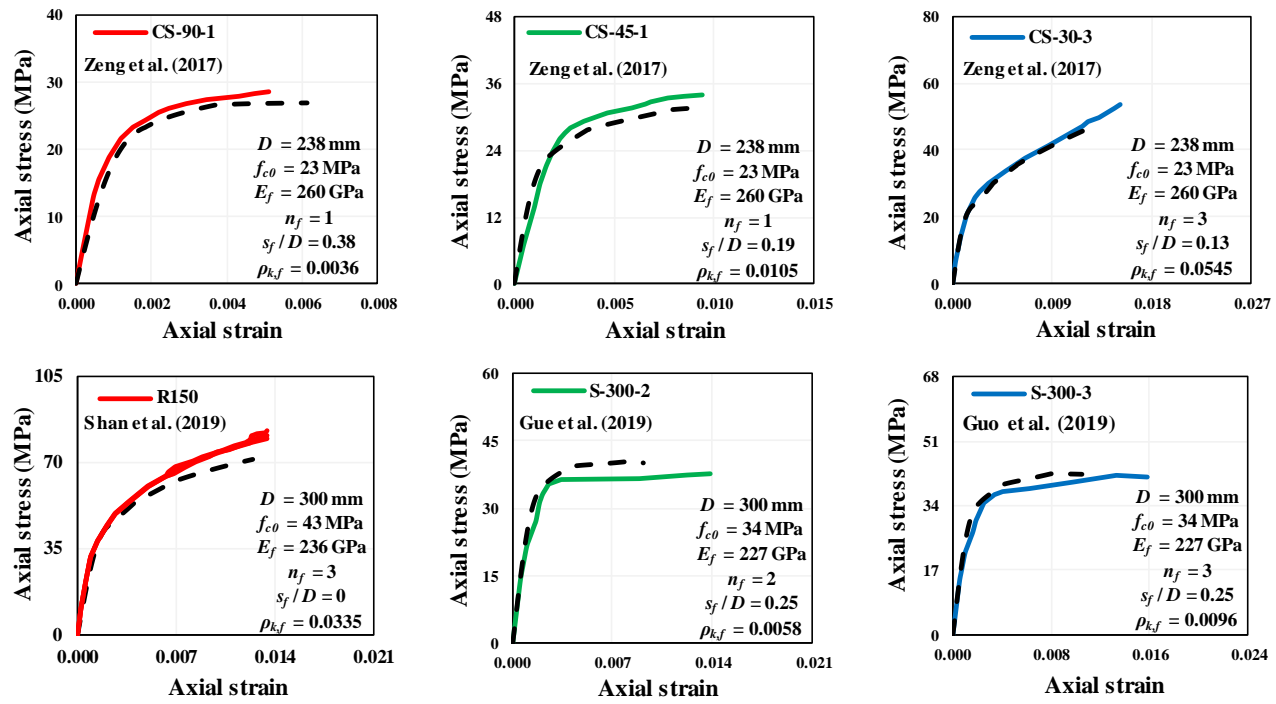 Axial stress (MPa)
40
30
20
10
0
CS-90-1
Zeng et al. (2017)
D = 238 mm
f_c0 = 23 MPa
E_f = 260 GPa
n_f = 1
s_f / D = 0.38
ρ_k,f = 0.0036
0.000 0.002 0.004 0.006 0.008
Axial strain
Axial stress (MPa)
48
36
24
12
0
CS-45-1
Zeng et al. (2017)
D = 238 mm
f_c0 = 23 MPa
E_f = 260 GPa
n_f = 1
s_f / D = 0.19
ρ_k,f = 0.0105
0.000 0.005 0.010 0.015
Axial strain
Axial stress (MPa)
80
60
40
20
0
CS-30-3
Zeng et al. (2017)
D = 238 mm
f_c0 = 23 MPa
E_f = 260 GPa
n_f = 3
s_f / D = 0.13
ρ_k,f = 0.0545
0.000 0.009 0.018 0.027
Axial strain
Axial stress (MPa)
105
70
35
0
R150
Shan et al. (2019)
D = 300 mm
f_c0 = 43 MPa
E_f = 236 GPa
n_f = 3
s_f / D = 0
ρ_k,f = 0.0335
0.000 0.007 0.014 0.021
Axial strain
Axial stress (MPa)
60
45
30
15
0
S-300-2
Gue et al. (2019)
D = 300 mm
f_c0 = 34 MPa
E_f = 227 GPa
n_f = 2
s_f / D = 0.25
ρ_k,f = 0.0058
0.000 0.007 0.014 0.021
Axial strain
Axial stress (MPa)
68
51
34
17
0
S-300-3
Guo et al. (2019)
D = 300 mm
f_c0 = 34 MPa
E_f = 227 GPa
n_f = 3
s_f / D = 0.25
ρ_k,f = 0.0096
0.000 0.008 0.016 0.024
Axial strain